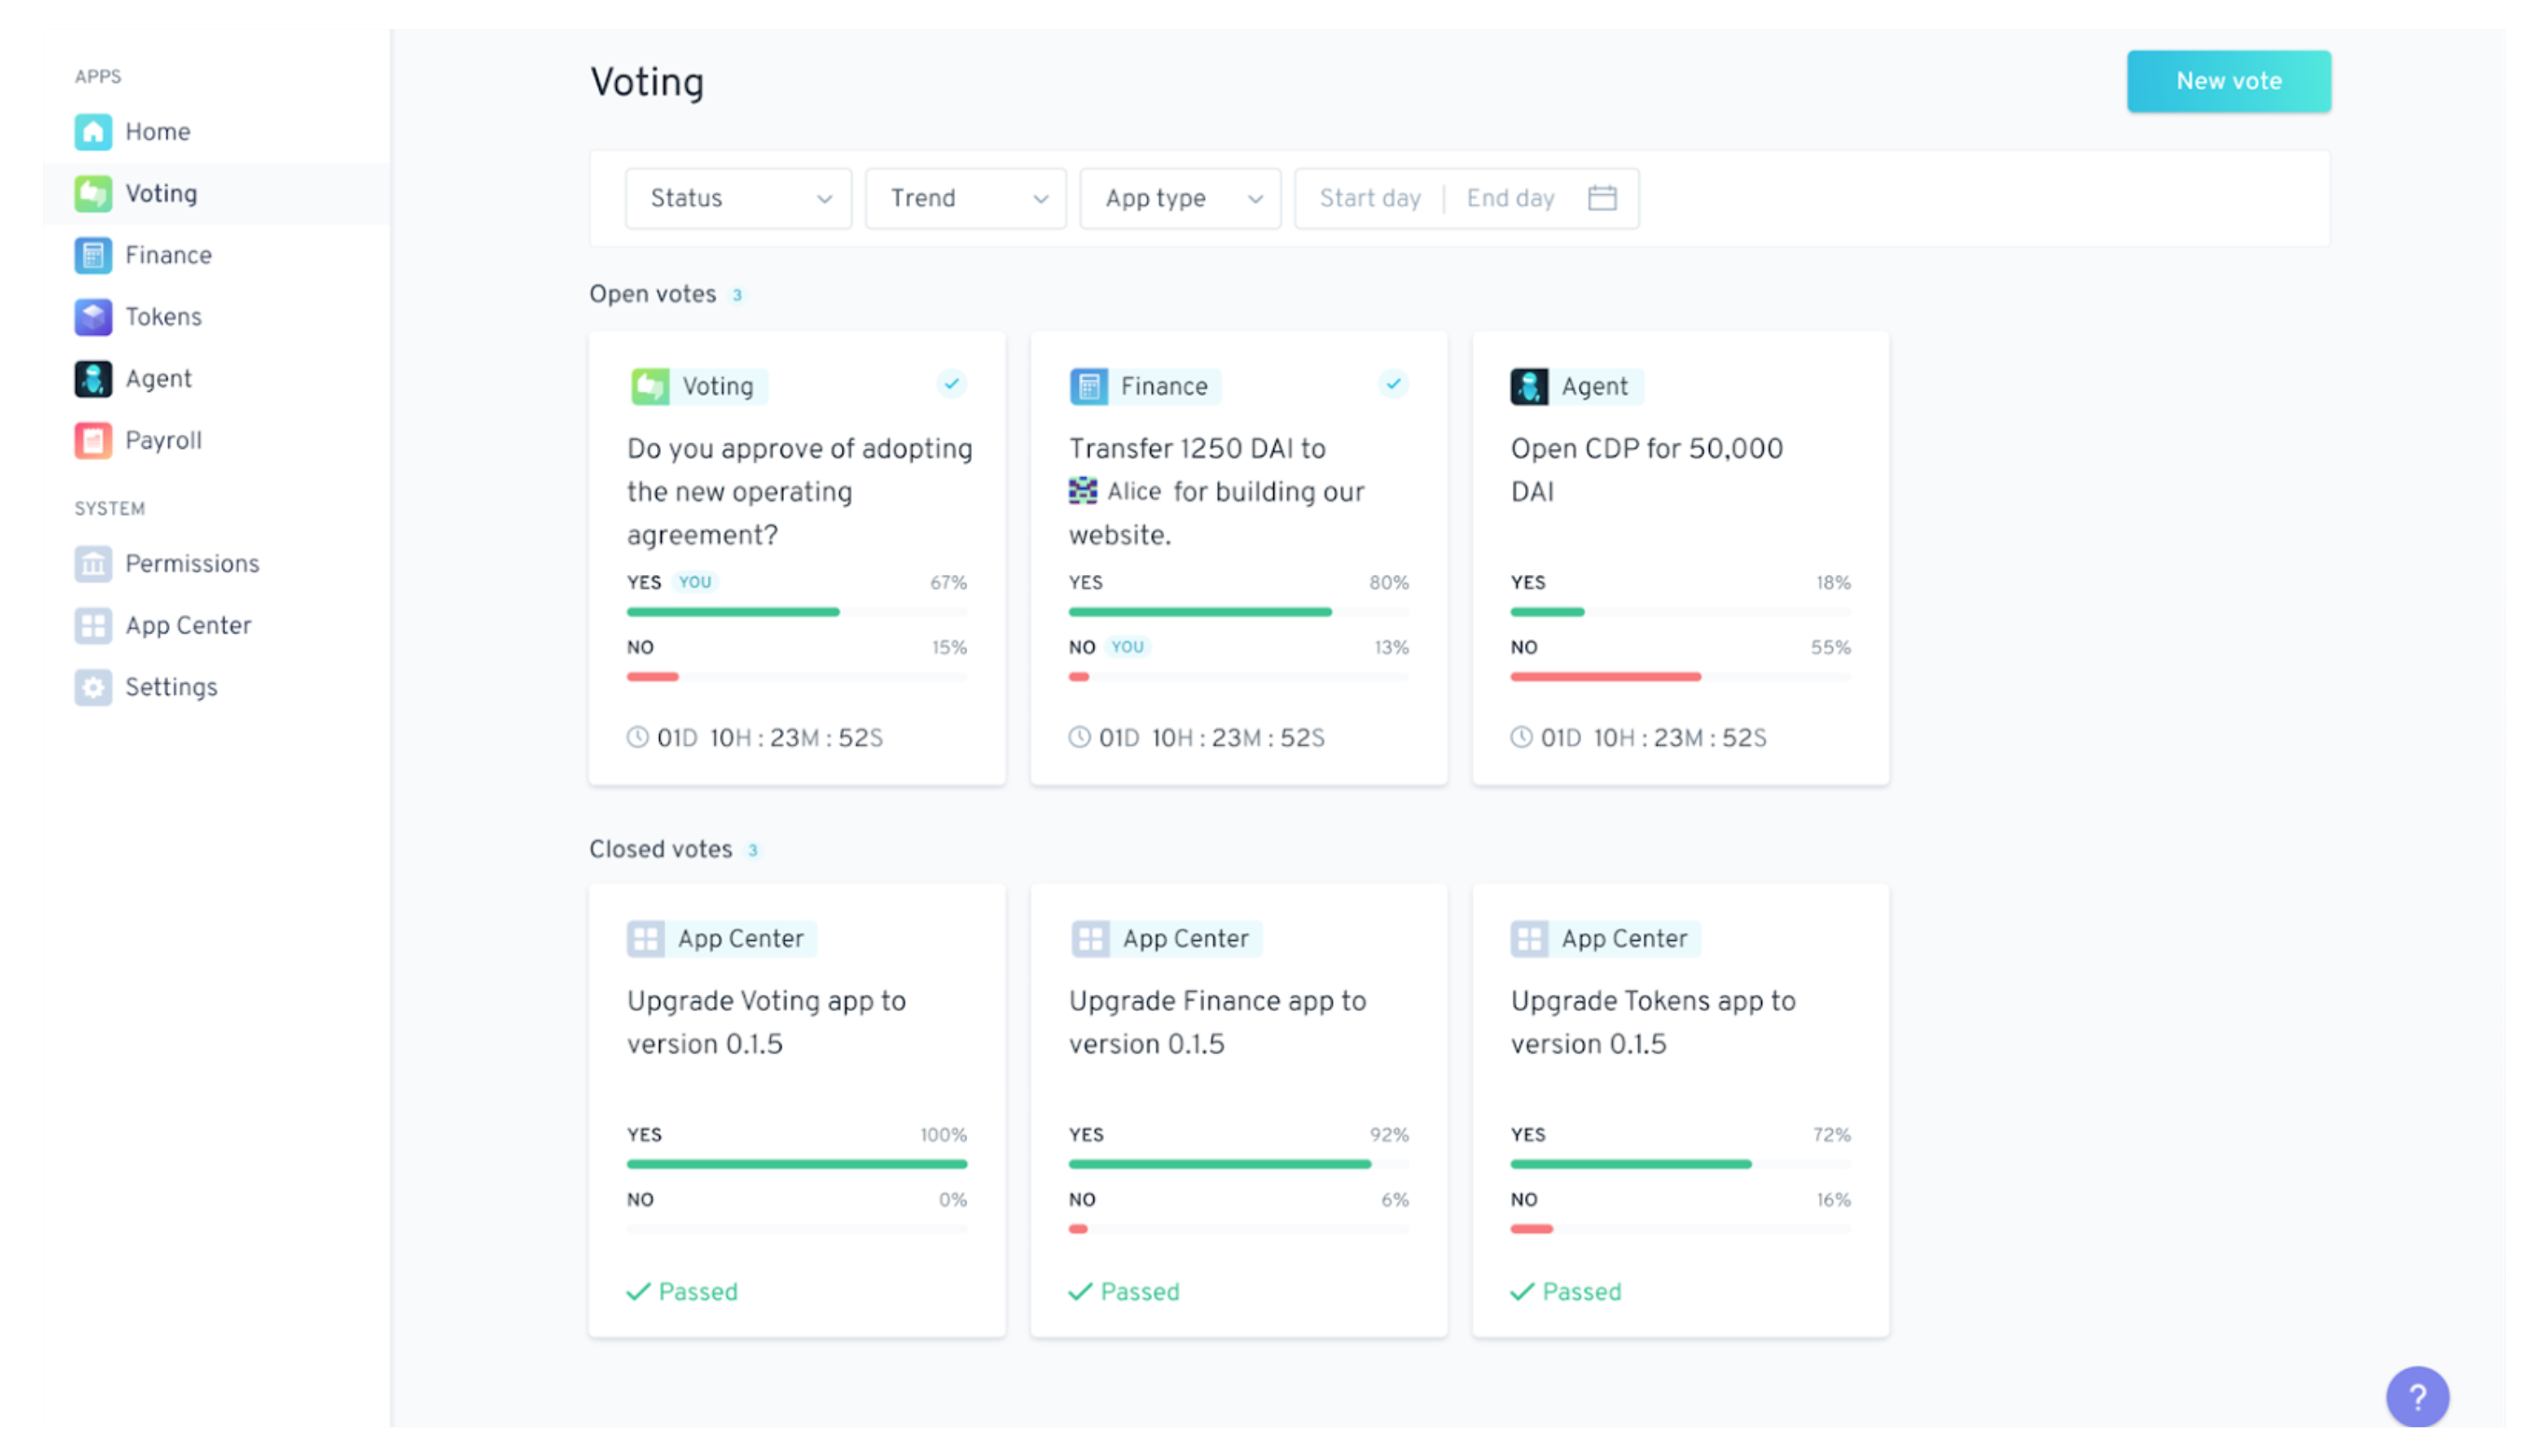 APPS
Home
Voting
Finance
Tokens
Agent
Payroll
SYSTEM
Permissions
App Center
Settings
Voting
New vote
Status
Trend
App type
Start day | End day
Open votes 3
Voting
Do you approve of adopting
the new operating
agreement?
YES YOU 67%
NO 15%
01D 10H : 23M : 52S
Finance
Transfer 1250 DAI to
Alice for building our
website.
YES 80%
NO YOU 13%
01D 10H : 23M : 52S
Agent
Open CDP for 50,000
DAI
YES 18%
NO 55%
01D 10H : 23M : 52S
Closed votes 3
App Center
Upgrade Voting app to
version 0.1.5
YES 100%
NO 0%
Passed
App Center
Upgrade Finance app to
version 0.1.5
YES 92%
NO 6%
Passed
App Center
Upgrade Tokens app to
version 0.1.5
YES 72%
NO 16%
Passed
?